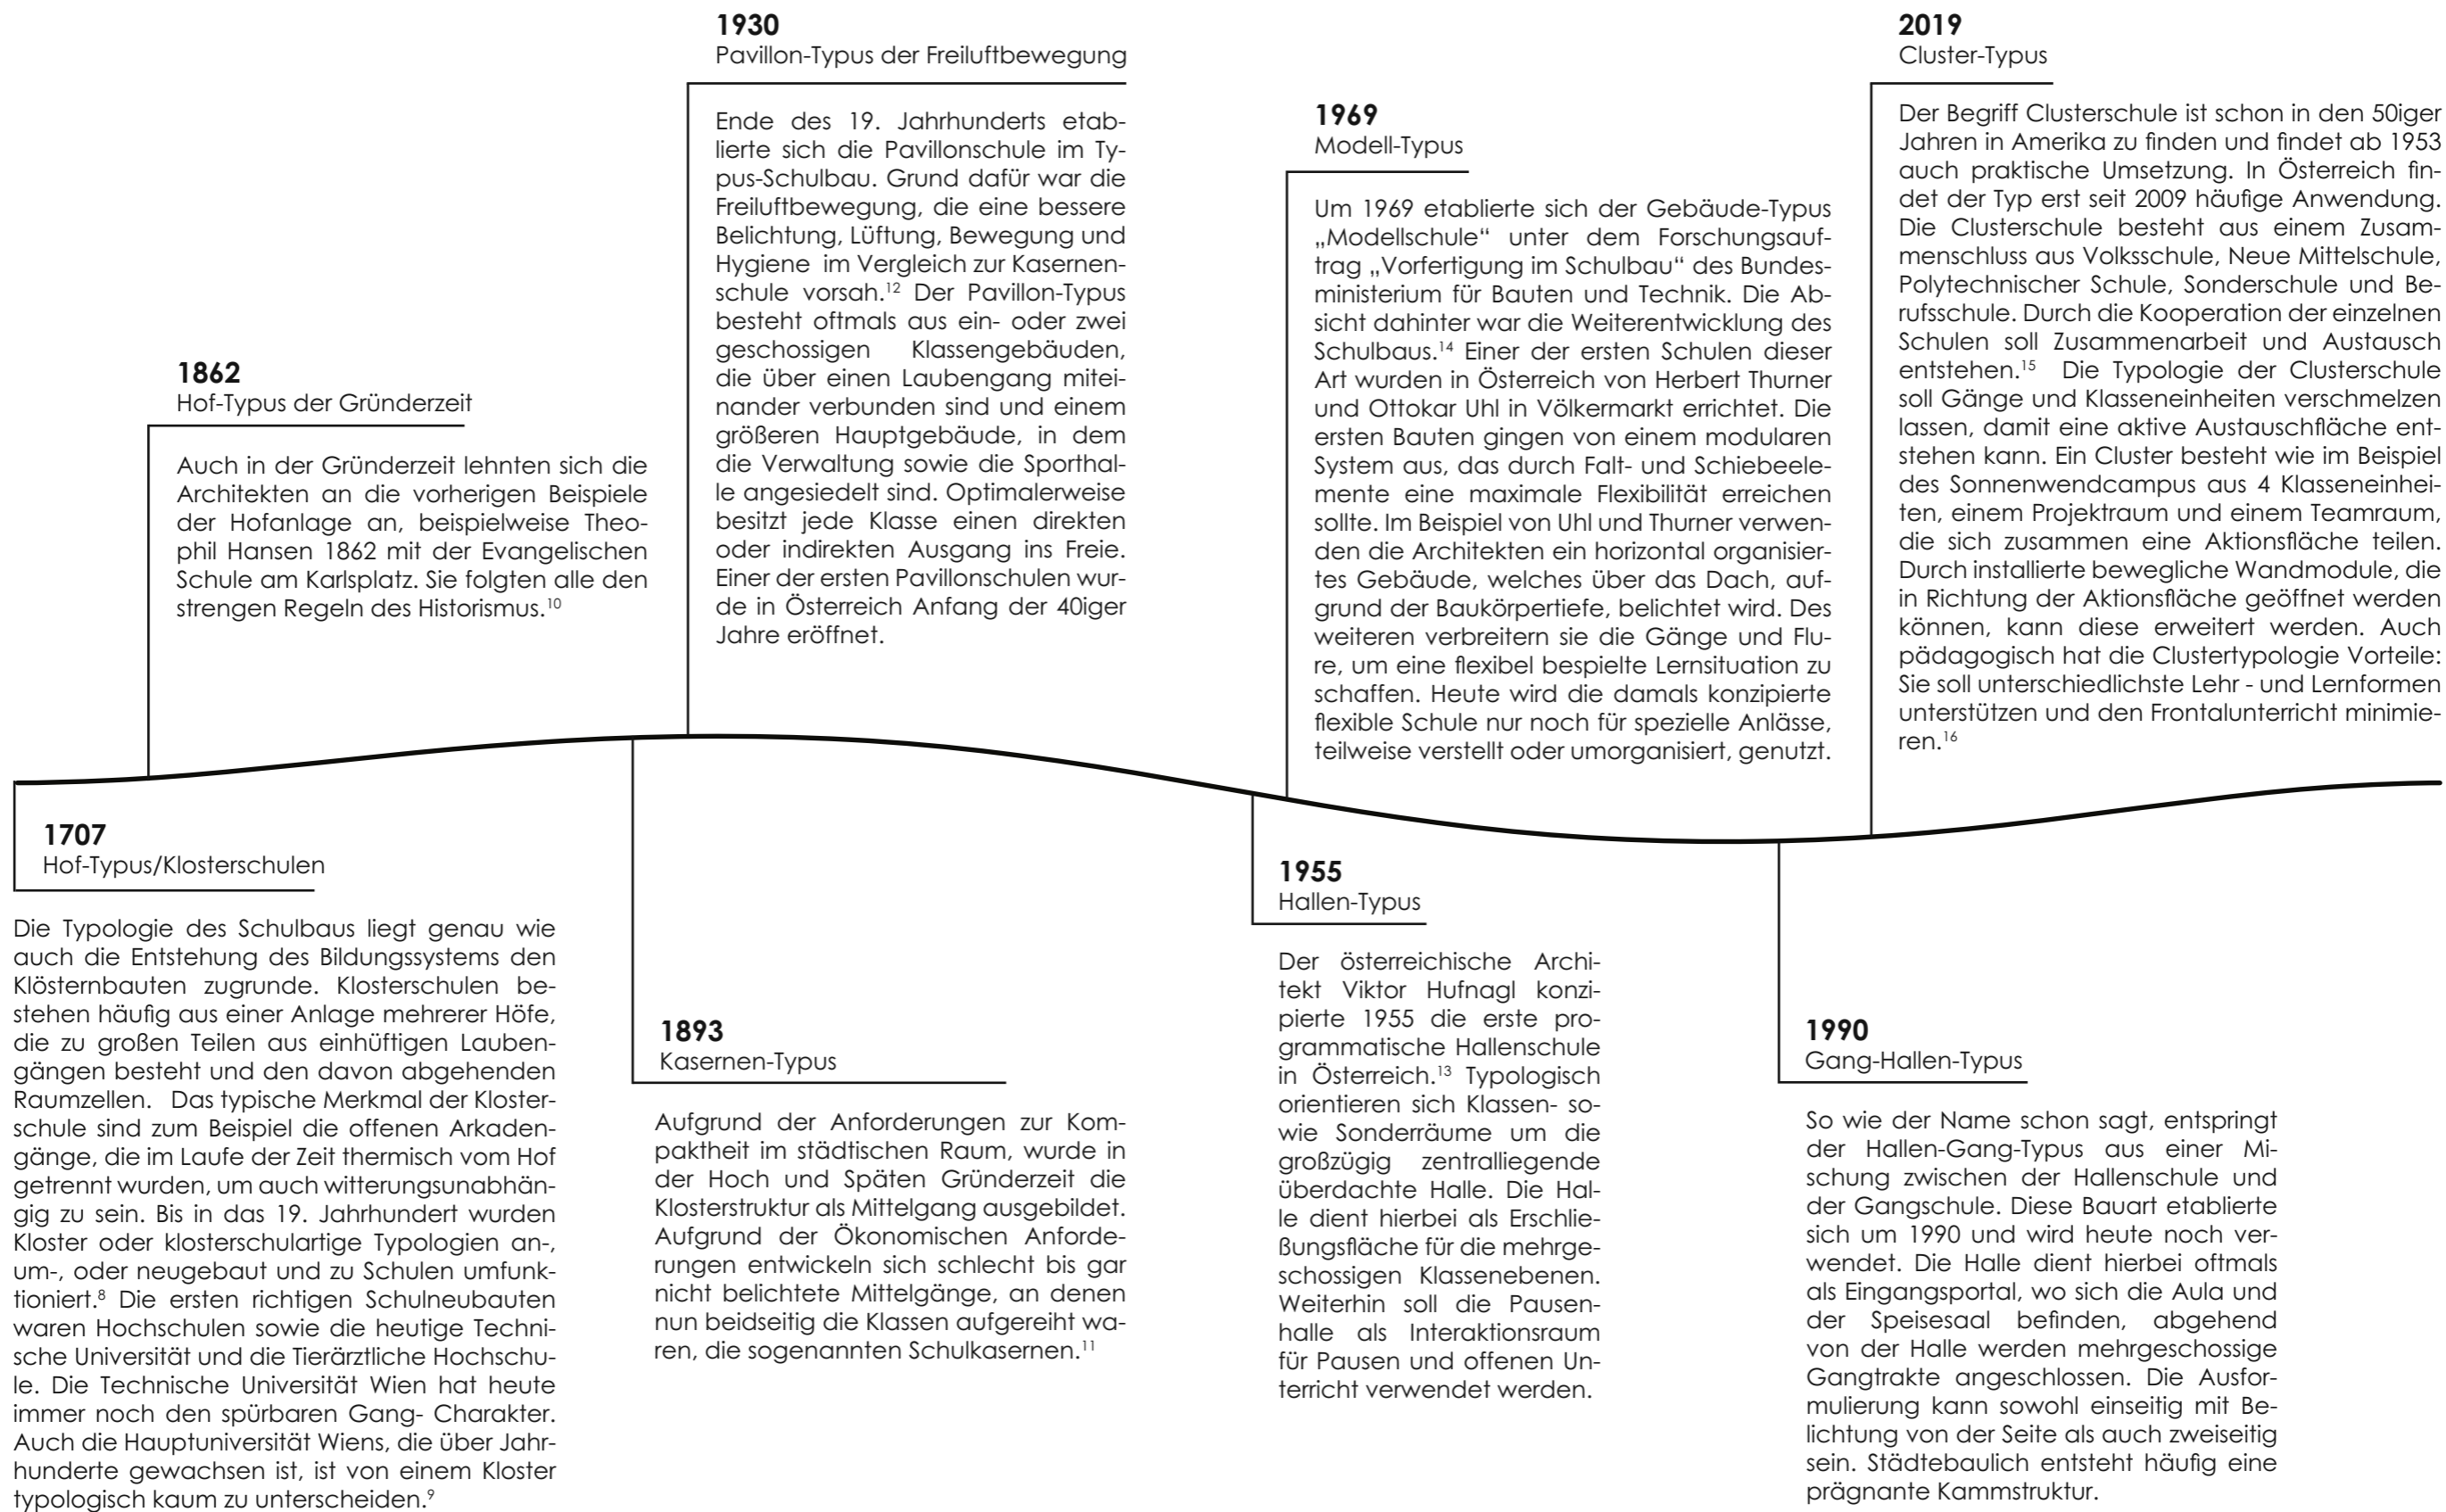 1930
Pavillon-Typus der Freiluftbewegung
Ende des 19. Jahrhunderts etab-
lierte sich die Pavillonschule im Ty-
pus-Schulbau. Grund dafür war die
Freiluftbewegung, die eine bessere
Belichtung, Lüftung, Bewegung und
Hygiene im Vergleich zur Kasernen-
schule vorsah.¹² Der Pavillon-Typus
besteht oftmals aus ein- oder zwei
geschossigen Klassengebäuden,
die über einen Laubengang mitei-
nander verbunden sind und einem
größeren Hauptgebäude, in dem
die Verwaltung sowie die Sporthal-
le angesiedelt sind. Optimalerweise
besitzt jede Klasse einen direkten
oder indirekten Ausgang ins Freie.
Einer der ersten Pavillonschulen wur-
de in Österreich Anfang der 40iger
Jahre eröffnet.
2019
Cluster-Typus
Der Begriff Clusterschule ist schon in den 50iger
Jahren in Amerika zu finden und findet ab 1953
auch praktische Umsetzung. In Österreich fin-
det der Typ erst seit 2009 häufige Anwendung.
Die Clusterschule besteht aus einem Zusam-
menschluss aus Volksschule, Neue Mittelschule,
Polytechnischer Schule, Sonderschule und Be-
rufsschule. Durch die Kooperation der einzelnen
Schulen soll Zusammenarbeit und Austausch
entstehen.¹⁵ Die Typologie der Clusterschule
soll Gänge und Klasseneinheiten verschmelzen
lassen, damit eine aktive Austauschfläche ent-
stehen kann. Ein Cluster besteht wie im Beispiel
des Sonnenwendcampus aus 4 Klasseneinhei-
ten, einem Projektraum und einem Teamraum,
die sich zusammen eine Aktionsfläche teilen.
Durch installierte bewegliche Wandmodule, die
in Richtung der Aktionsfläche geöffnet werden
können, kann diese erweitert werden. Auch
pädagogisch hat die Clustertypologie Vorteile:
Sie soll unterschiedlichste Lehr - und Lernformen
unterstützen und den Frontalunterricht minimie-
ren.¹⁶
1969
Modell-Typus
Um 1969 etablierte sich der Gebäude-Typus
„Modellschule“ unter dem Forschungsauf-
trag „Vorfertigung im Schulbau“ des Bundes-
ministerium für Bauten und Technik. Die Ab-
sicht dahinter war die Weiterentwicklung des
Schulbaus.¹⁴ Einer der ersten Schulen dieser
Art wurden in Österreich von Herbert Thurner
und Ottokar Uhl in Völkermarkt errichtet. Die
ersten Bauten gingen von einem modularen
System aus, das durch Falt- und Schiebeele-
mente eine maximale Flexibilität erreichen
sollte. Im Beispiel von Uhl und Thurner verwen-
den die Architekten ein horizontal organisier-
tes Gebäude, welches über das Dach, auf-
grund der Baukörpertiefe, belichtet wird. Des
weiteren verbreitern sie die Gänge und Flu-
re, um eine flexibel bespielte Lernsituation zu
schaffen. Heute wird die damals konzipierte
flexible Schule nur noch für spezielle Anlässe,
teilweise verstellt oder umorganisiert, genutzt.
1862
Hof-Typus der Gründerzeit
Auch in der Gründerzeit lehnten sich die
Architekten an die vorherigen Beispiele
der Hofanlage an, beispielweise Theo-
phil Hansen 1862 mit der Evangelischen
Schule am Karlsplatz. Sie folgten alle den
strengen Regeln des Historismus.¹⁰
1707
Hof-Typus/Klosterschulen
Die Typologie des Schulbaus liegt genau wie
auch die Entstehung des Bildungssystems den
Klösternbauten zugrunde. Klosterschulen be-
stehen häufig aus einer Anlage mehrerer Höfe,
die zu großen Teilen aus einhüftigen Lauben-
gängen besteht und den davon abgehenden
Raumzellen. Das typische Merkmal der Kloster-
schule sind zum Beispiel die offenen Arkaden-
gänge, die im Laufe der Zeit thermisch vom Hof
getrennt wurden, um auch witterungsunabhän-
gig zu sein. Bis in das 19. Jahrhundert wurden
Kloster oder klosterschulartige Typologien an-,
um-, oder neugebaut und zu Schulen umfunk-
tioniert.⁸ Die ersten richtigen Schulneubauten
waren Hochschulen sowie die heutige Techni-
sche Universität und die Tierärztliche Hochschu-
le. Die Technische Universität Wien hat heute
immer noch den spürbaren Gang- Charakter.
Auch die Hauptuniversität Wiens, die über Jahr-
hunderte gewachsen ist, ist von einem Kloster
typologisch kaum zu unterscheiden.⁹
1893
Kasernen-Typus
Aufgrund der Anforderungen zur Kom-
paktheit im städtischen Raum, wurde in
der Hoch und Späten Gründerzeit die
Klosterstruktur als Mittelgang ausgebildet.
Aufgrund der Ökonomischen Anforde-
rungen entwickeln sich schlecht bis gar
nicht belichtete Mittelgänge, an denen
nun beidseitig die Klassen aufgereiht wa-
ren, die sogenannten Schulkasernen.¹¹
1955
Hallen-Typus
Der österreichische Archi-
tekt Viktor Hufnagl konzi-
pierte 1955 die erste pro-
grammatische Hallenschule
in Österreich.¹³ Typologisch
orientieren sich Klassen- so-
wie Sonderräume um die
großzügig zentralliegende
überdachte Halle. Die Hal-
le dient hierbei als Erschlie-
ßungsfläche für die mehrge-
schossigen Klassenebenen.
Weiterhin soll die Pausen-
halle als Interaktionsraum
für Pausen und offenen Un-
terricht verwendet werden.
1990
Gang-Hallen-Typus
So wie der Name schon sagt, entspringt
der Hallen-Gang-Typus aus einer Mi-
schung zwischen der Hallenschule und
der Gangschule. Diese Bauart etablierte
sich um 1990 und wird heute noch ver-
wendet. Die Halle dient hierbei oftmals
als Eingangsportal, wo sich die Aula und
der Speisesaal befinden, abgehend
von der Halle werden mehrgeschossige
Gangtrakte angeschlossen. Die Ausfor-
mulierung kann sowohl einseitig mit Be-
lichtung von der Seite als auch zweiseitig
sein. Städtebaulich entsteht häufig eine
prägnante Kammstruktur.